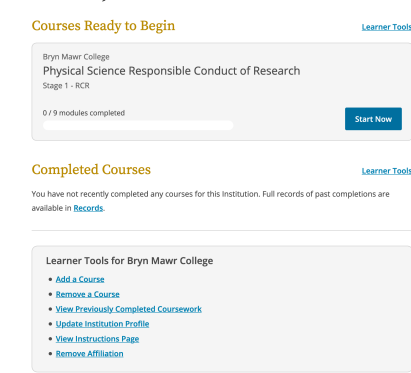 Courses Ready to Begin
Learner Tools
Bryn Mawr College
Physical Science Responsible Conduct of Research
Stage 1 - RCR
0 / 9 modules completed
Start Now
Completed Courses
Learner Tools
You have not recently completed any courses for this Institution. Full records of past completions are
available in Records.
Learner Tools for Bryn Mawr College
Add a Course
Remove a Course
View Previously Completed Coursework
Update Institution Profile
View Instructions Page
Remove Affiliation